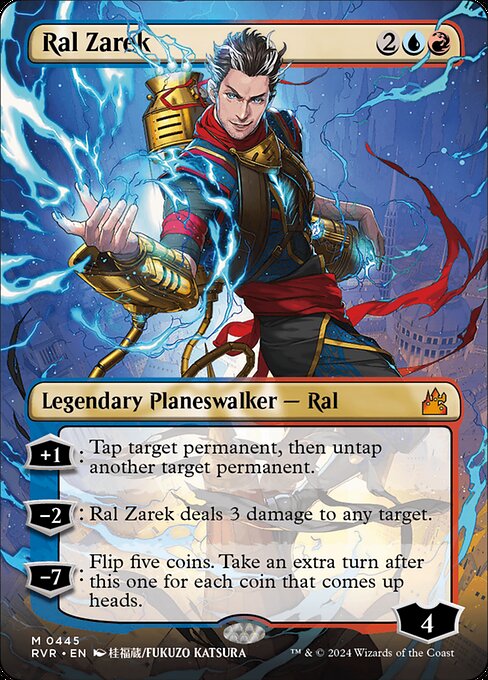 Ral Zarek 2
Legendary Planeswalker — Ral
+1 : Tap target permanent, then untap
another target permanent.
−2 : Ral Zarek deals 3 damage to any target.
−7 : Flip five coins. Take an extra turn after
this one for each coin that comes up
heads.
4
M 0445
RVR • EN 桂福蔵/FUKUZO KATSURA ™ & © 2024 Wizards of the Coast